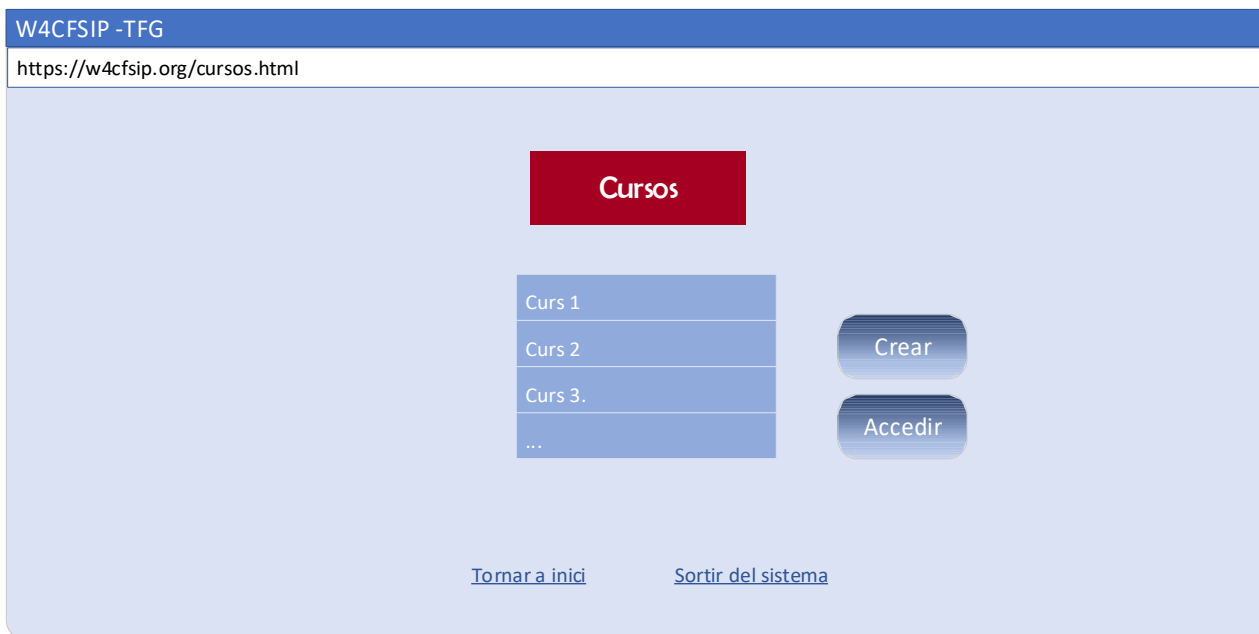 W4CFSIP -TFG
https://w4cfsip.org/cursos.html
Cursos
Curs 1
Curs 2
Curs 3.
...
Crear
Accedir
Tornar a inici
Sortir del sistema